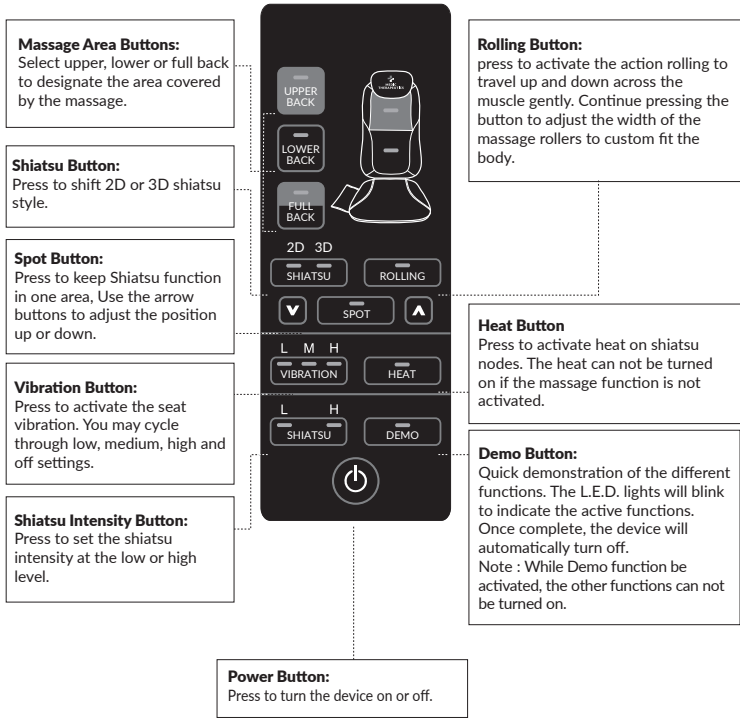 Massage Area Buttons:
Select upper, lower or full back
to designate the area covered
by the massage.
Shiatsu Button:
Press to shift 2D or 3D shiatsu
style.
Spot Button:
Press to keep Shiatsu function
in one area, Use the arrow
buttons to adjust the position
up or down.
Vibration Button:
Press to activate the seat
vibration. You may cycle
through low, medium, high and
off settings.
Shiatsu Intensity Button:
Press to set the shiatsu
intensity at the low or high
level.
UPPER
BACK
LOWER
BACK
FULL
BACK
2D 3D
SHIATSU ROLLING
SPOT
L M H
VIBRATION HEAT
L H
SHIATSU DEMO
Rolling Button:
press to activate the action rolling to
travel up and down across the
muscle gently. Continue pressing the
button to adjust the width of the
massage rollers to custom fit the
body.
Heat Button
Press to activate heat on shiatsu
nodes. The heat can not be turned
on if the massage function is not
activated.
Demo Button:
Quick demonstration of the different
functions. The L.E.D. lights will blink
to indicate the active functions.
Once complete, the device will
automatically turn off.
Note : While Demo function be
activated, the other functions can not
be turned on.
Power Button:
Press to turn the device on or off.